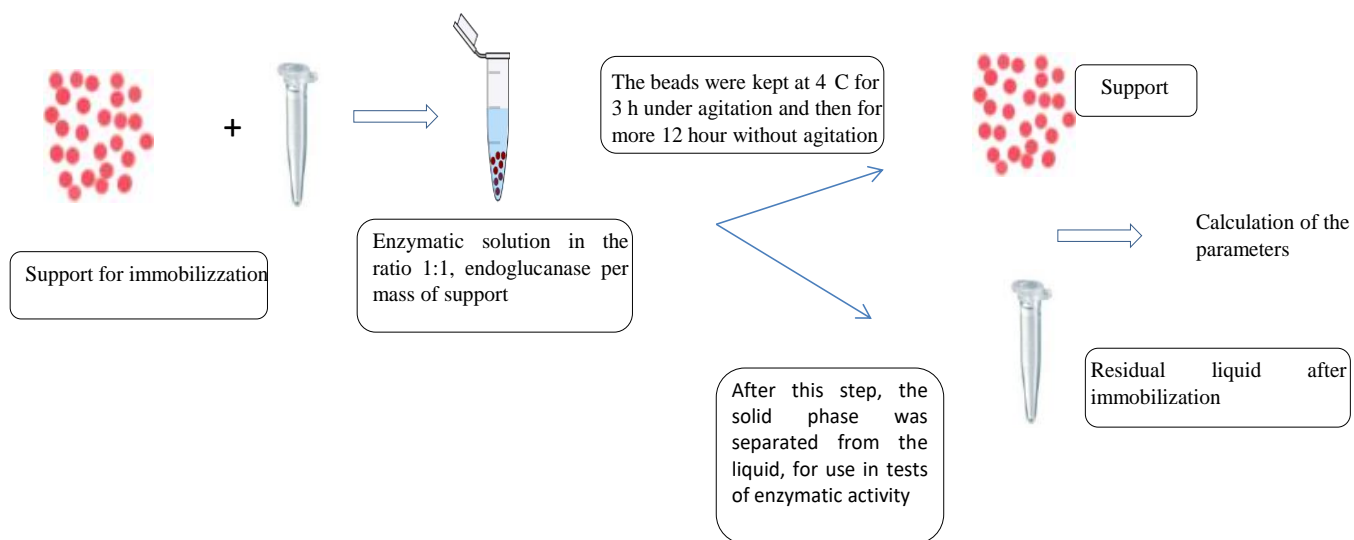 +
Support for immobilizzation
Enzymatic solution in the
ratio 1:1, endoglucanase per
mass of support
The beads were kept at 4 C for
3 h under agitation and then for
more 12 hour without agitation
After this step, the
solid phase was
separated from the
liquid, for use in tests
of enzymatic activity
Support
Calculation of the
parameters
Residual liquid after
immobilization